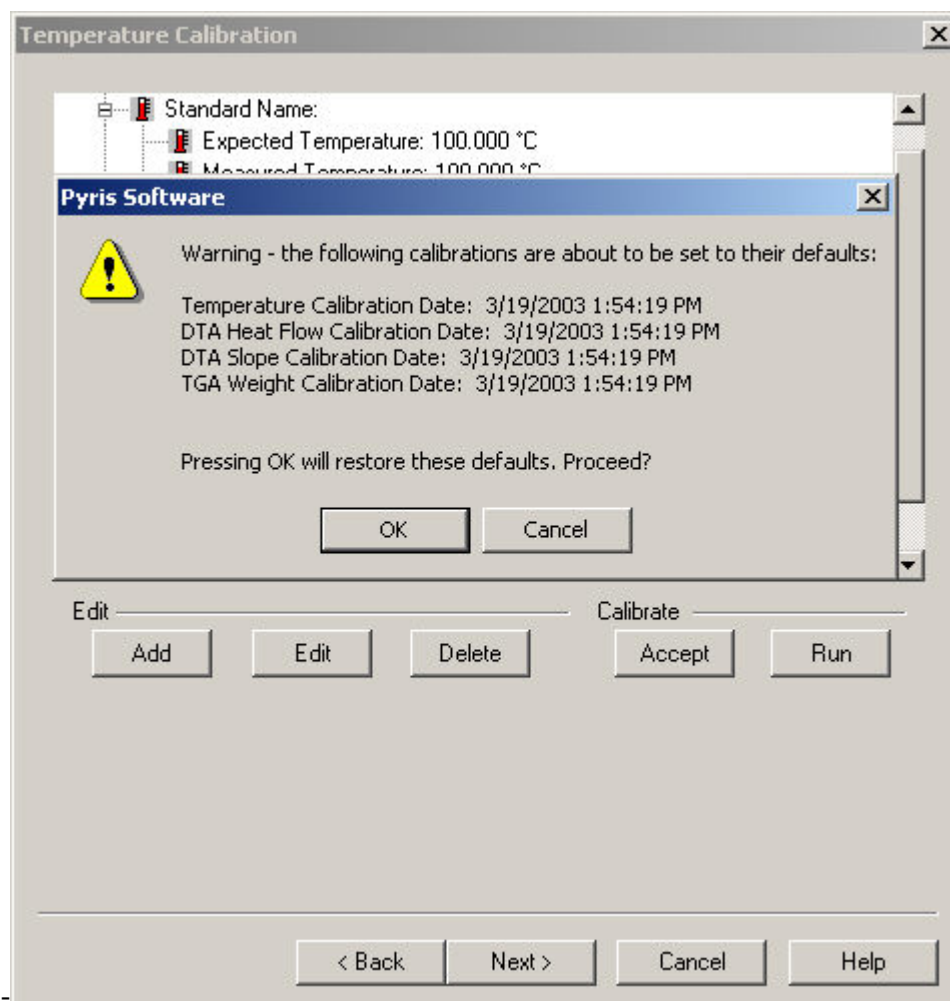 Temperature Calibration
Standard Name:
Expected Temperature: 100.000 °C
Measured Temperature: 100.000 °C
Pyris Software
Warning - the following calibrations are about to be set to their defaults:
Temperature Calibration Date: 3/19/2003 1:54:19 PM
DTA Heat Flow Calibration Date: 3/19/2003 1:54:19 PM
DTA Slope Calibration Date: 3/19/2003 1:54:19 PM
TGA Weight Calibration Date: 3/19/2003 1:54:19 PM
Pressing OK will restore these defaults. Proceed?
OK Cancel
Edit Calibrate
Add Edit Delete Accept Run
< Back Next > Cancel Help